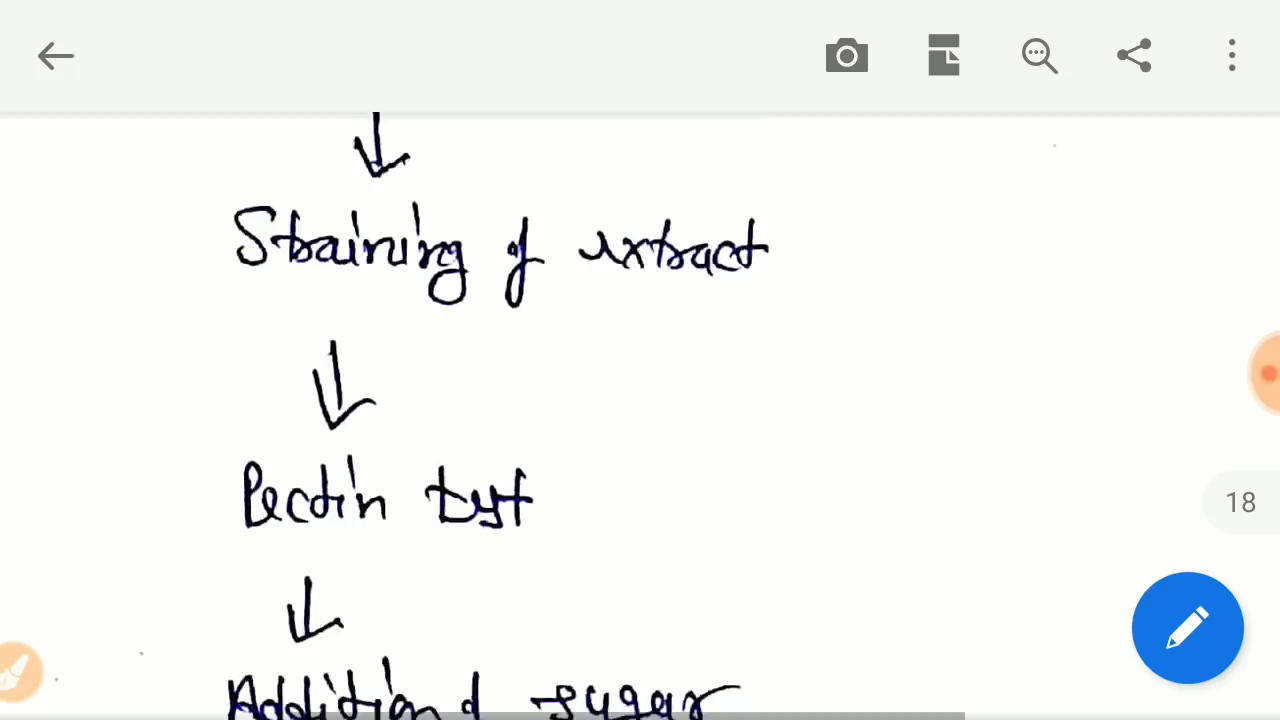 Straining of extract
18
Pectin test
Addition of sugar